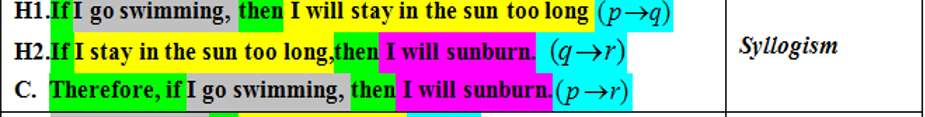 H1.If I go swimming, then I will stay in the sun too long (p→q)
H2.If I stay in the sun too long,then I will sunburn. (q→r)
Syllogism
C. Therefore, if I go swimming, then I will sunburn.(p→r)